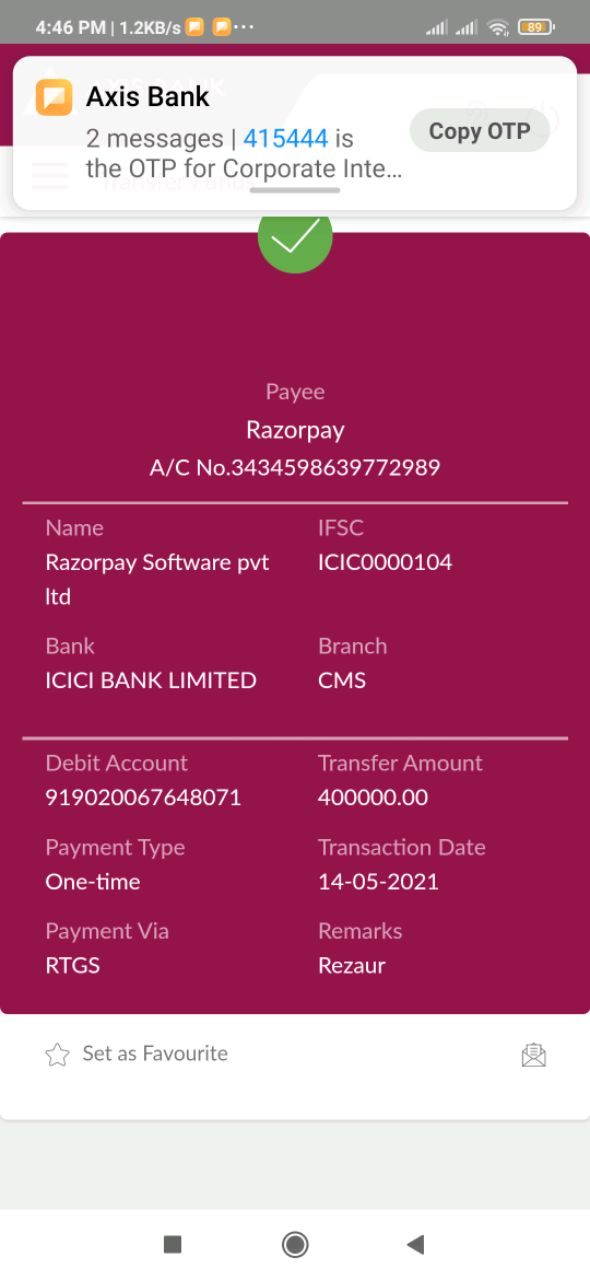 4:46 PM | 1.2KB/s ···
89
Axis Bank
2 messages | 415444 is
the OTP for Corporate Inte...
Copy OTP
Payee
Razorpay
A/C No.3434598639772989
Name
IFSC
Razorpay Software pvt
ltd
ICIC0000104
Bank
Branch
ICICI BANK LIMITED
CMS
Debit Account
Transfer Amount
919020067648071
400000.00
Payment Type
Transaction Date
One-time
14-05-2021
Payment Via
Remarks
RTGS
Rezaur
Set as Favourite